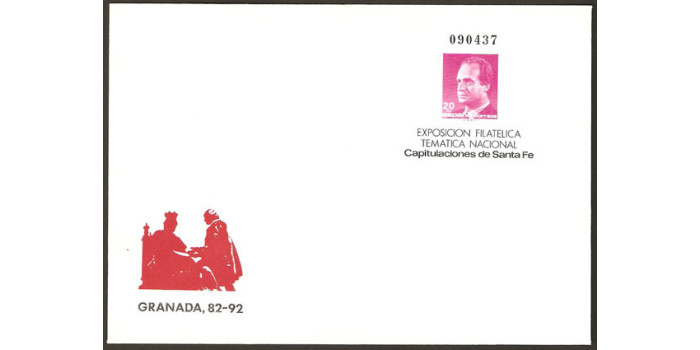 090437
20
EXPOSICION FILATELICA
TEMATICA NACIONAL
Capitulaciones de Santa Fe
GRANADA, 82-92